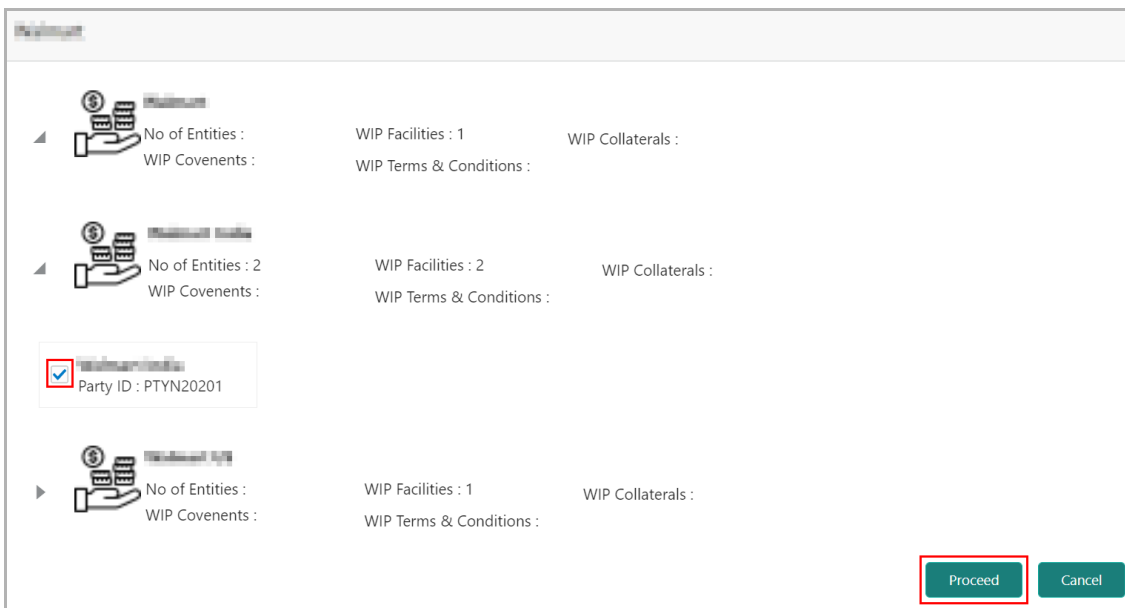 No of Entities :
WIP Facilities : 1
WIP Collaterals :
WIP Covenents :
WIP Terms & Conditions :
No of Entities : 2
WIP Facilities : 2
WIP Collaterals :
WIP Covenents :
WIP Terms & Conditions :
Party ID : PTYN20201
No of Entities :
WIP Facilities : 1
WIP Collaterals :
WIP Covenents :
WIP Terms & Conditions :
Proceed
Cancel